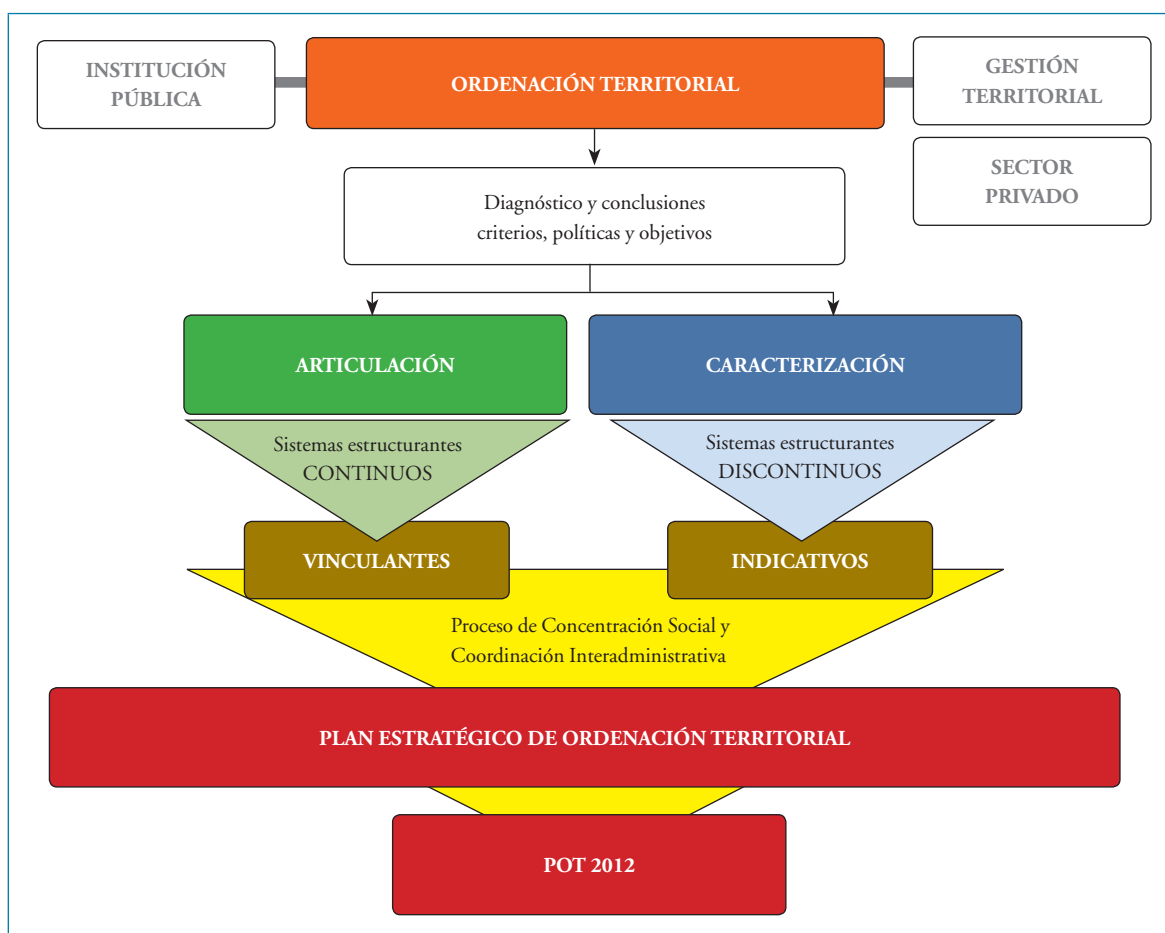 INSTITUCIÓN
PÚBLICA
ORDENACIÓN TERRITORIAL
GESTIÓN
TERRITORIAL
SECTOR
PRIVADO
Diagnóstico y conclusiones
criterios, políticas y objetivos
ARTICULACIÓN
CARACTERIZACIÓN
Sistemas estructurantes
CONTINUOS
Sistemas estructurantes
DISCONTINUOS
VINCULANTES
INDICATIVOS
Proceso de Concentración Social y
Coordinación Interadministrativa
PLAN ESTRATÉGICO DE ORDENACIÓN TERRITORIAL
POT 2012